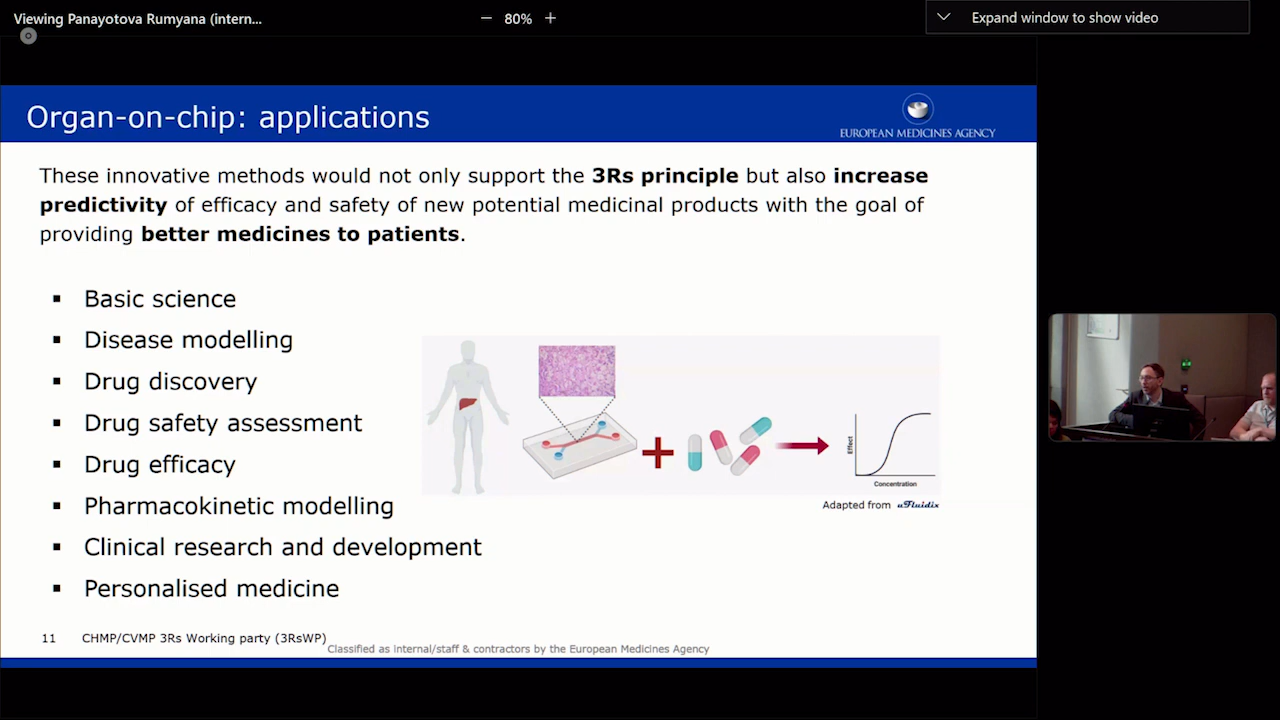 Viewing Panayotova Rumyana (intern...
80%
Expand window to show video
Organ-on-chip: applications
EUROPEAN MEDICINES AGENCY
These innovative methods would not only support the 3Rs principle but also increase
predictivity of efficacy and safety of new potential medicinal products with the goal of
providing better medicines to patients.
▪ Basic science
▪ Disease modelling
▪ Drug discovery
▪ Drug safety assessment
▪ Drug efficacy
▪ Pharmacokinetic modelling
▪ Clinical research and development
▪ Personalised medicine
Effect
Concentration
Adapted from uFluidix
11 CHMP/CVMP 3Rs Working party (3RsWP)
Classified as internal/staff & contractors by the European Medicines Agency